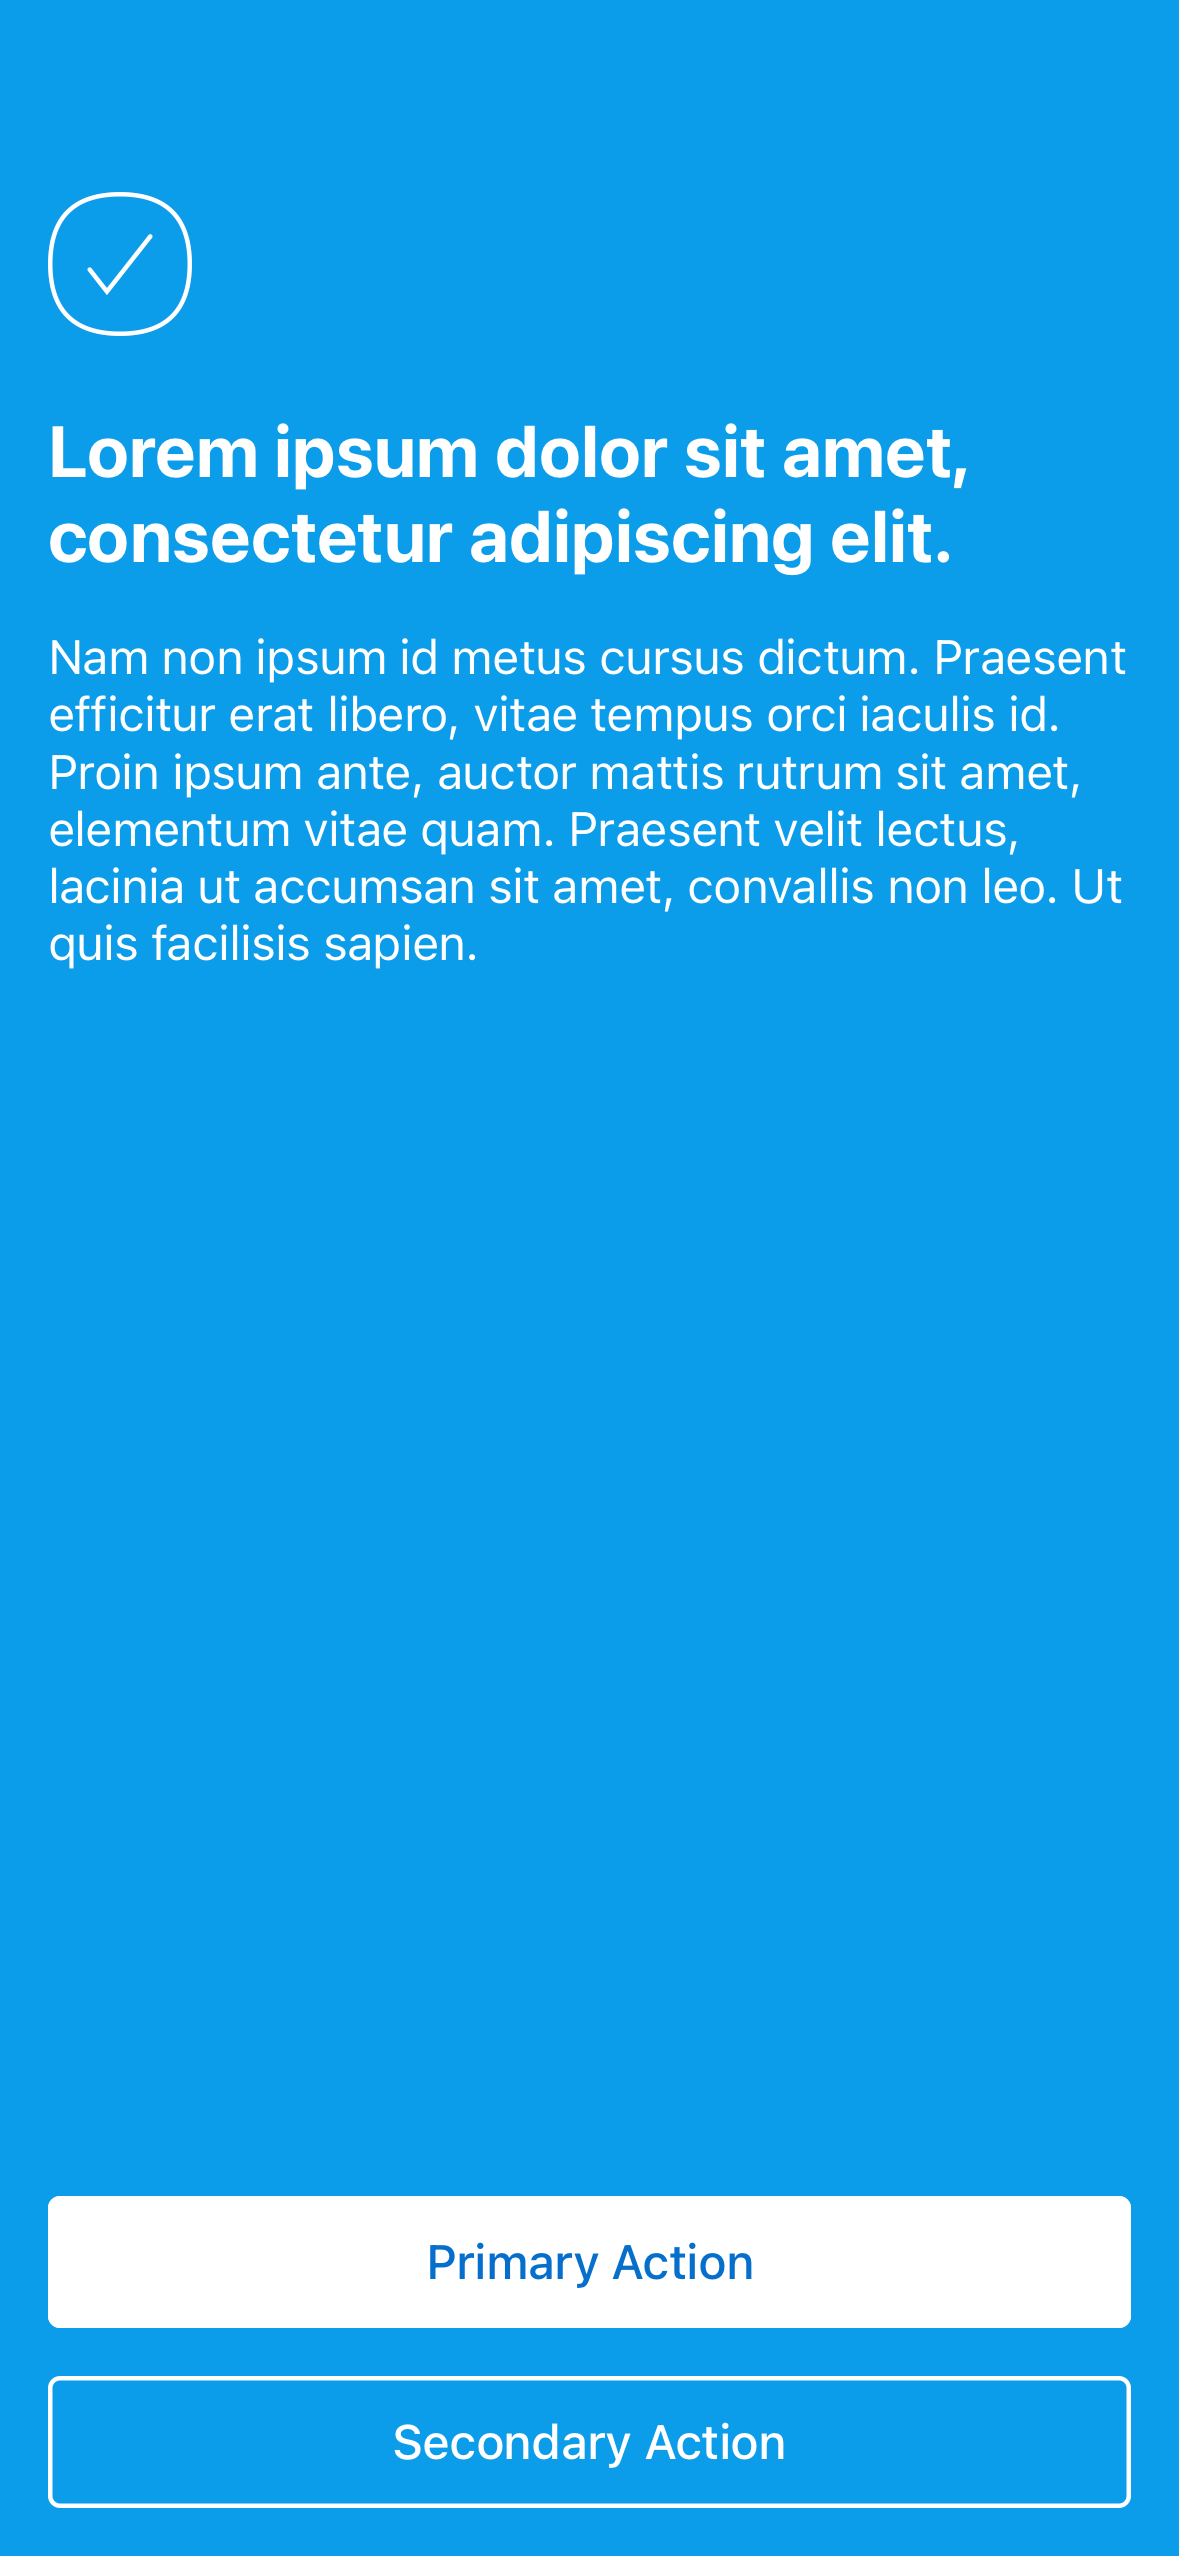 Lorem ipsum dolor sit amet,
consectetur adipiscing elit.
Nam non ipsum id metus cursus dictum. Praesent
efficitur erat libero, vitae tempus orci iaculis id.
Proin ipsum ante, auctor mattis rutrum sit amet,
elementum vitae quam. Praesent velit lectus,
lacinia ut accumsan sit amet, convallis non leo. Ut
quis facilisis sapien.
Primary Action
Secondary Action